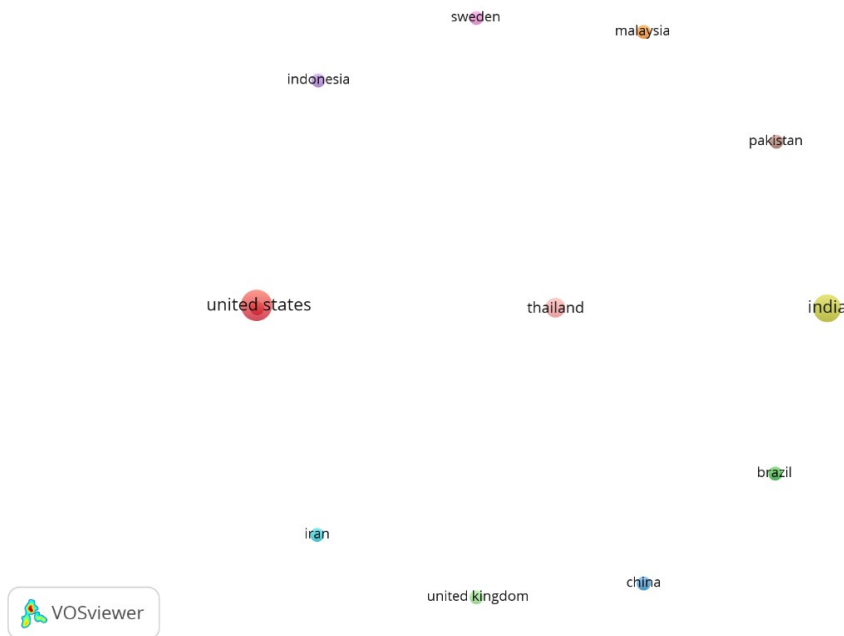 sweden
malaysia
indonesia
pakistan
united states
thailand
india
brazil
iran
china
united kingdom
VOSviewer